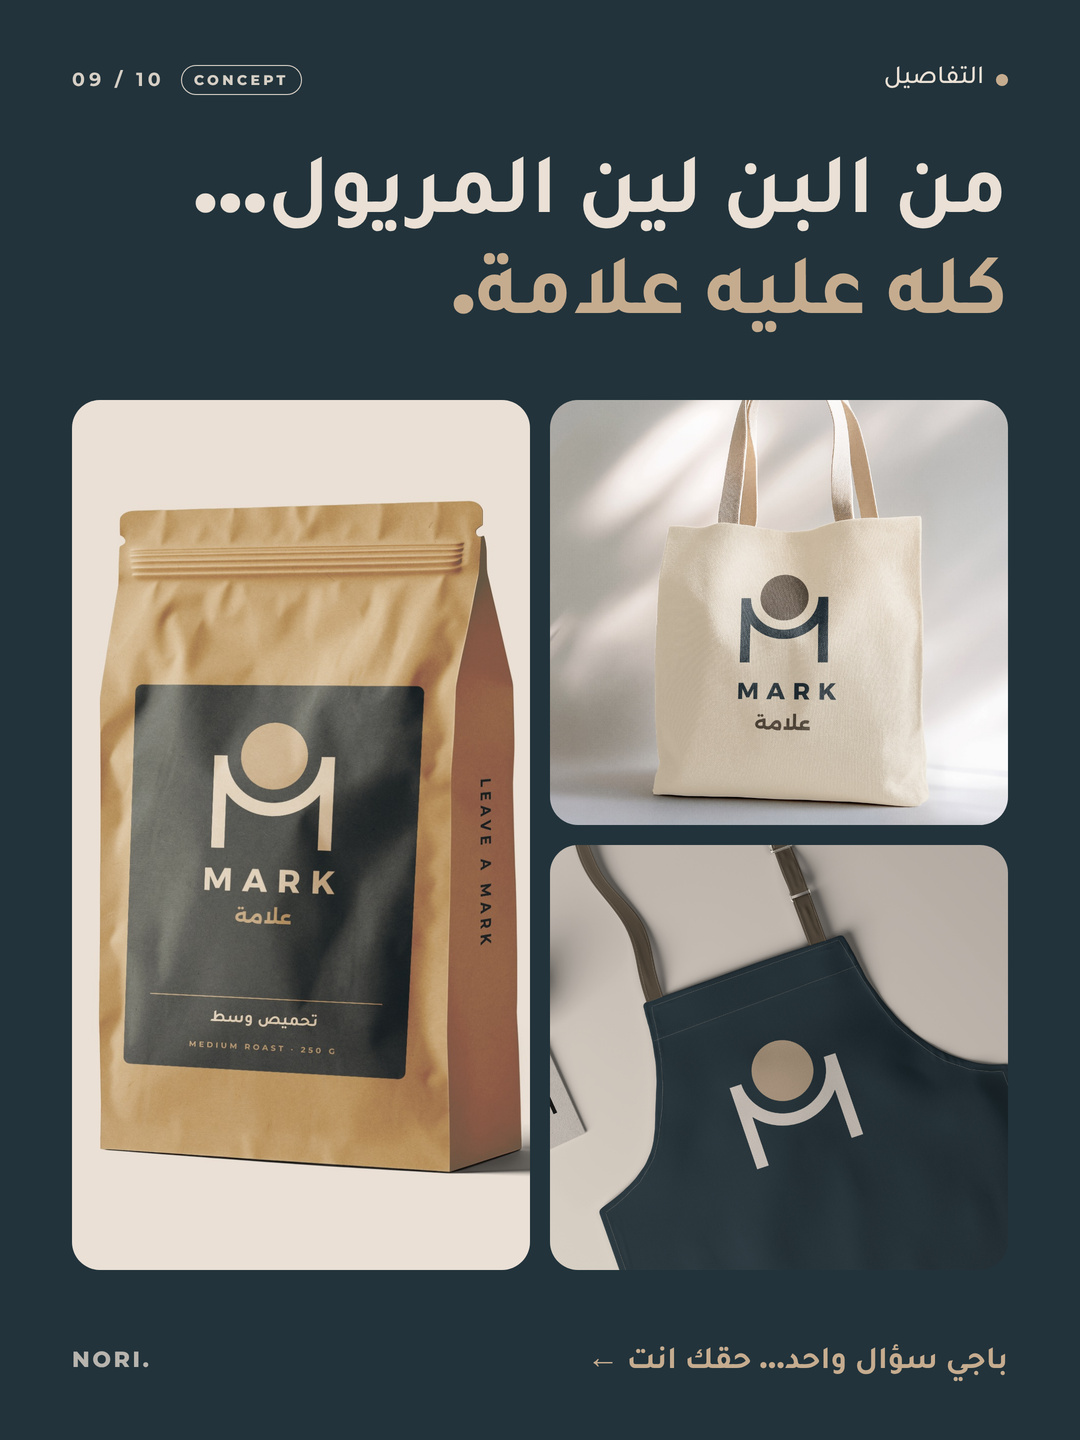 09 / 10 CONCEPT
التفاصيل
من البن لين المريول...
كله عليه علامة.
MARK
علامة
تحميص وسط
MEDIUM ROAST · 250 G
LEAVE A MARK
MARK
علامة
NORI.
باجي سؤال واحد... حقك انت ←